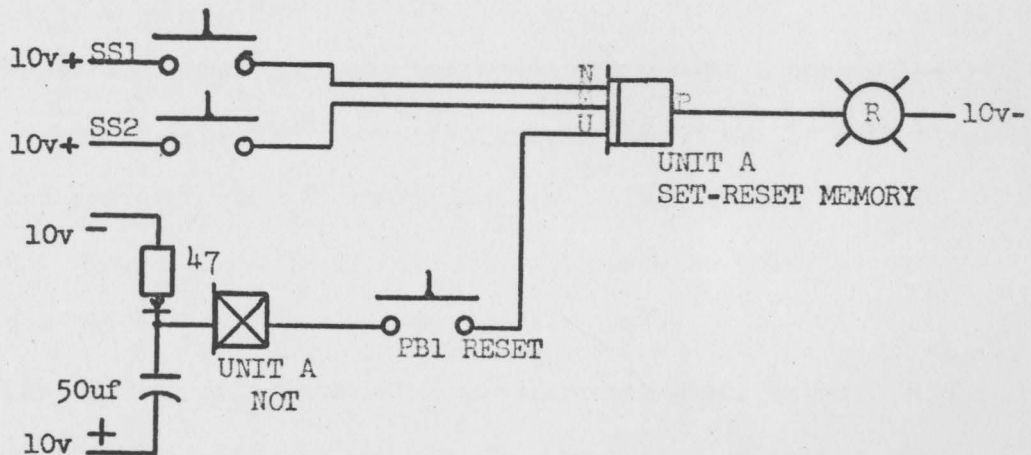 10v+ SS1
N
P
R
10v-
U
10v+ SS2
UNIT A
SET-RESET MEMORY
10v -
47
PB1 RESET
UNIT A
NOT
50uf
+
10v